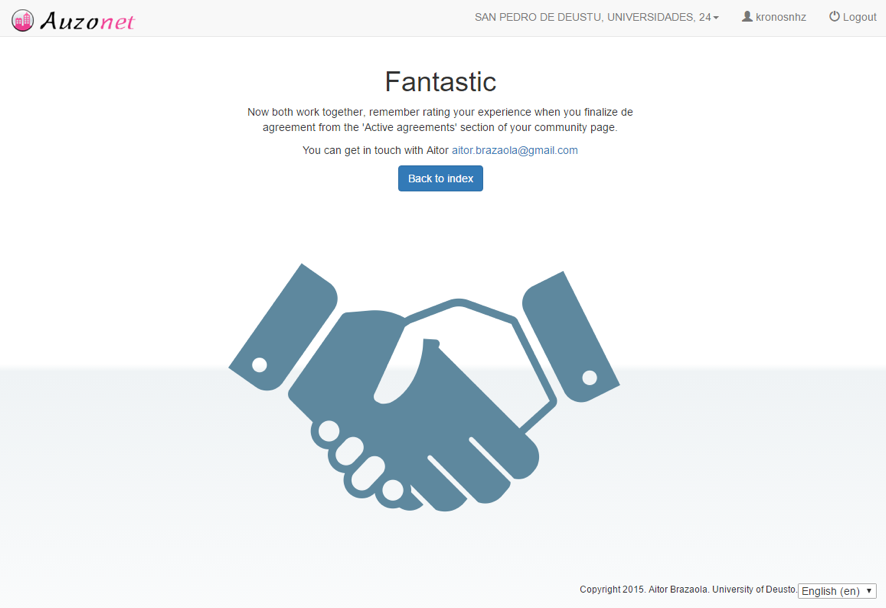 Auzonet
SAN PEDRO DE DEUSTU, UNIVERSIDADES, 24
kronosnhz
Logout
Fantastic
Now both work together, remember rating your experience when you finalize de
agreement from the 'Active agreements' section of your community page.
You can get in touch with Aitor aitor.brazaola@gmail.com
Back to index
Copyright 2015. Aitor Brazaola. University of Deusto.
English (en)